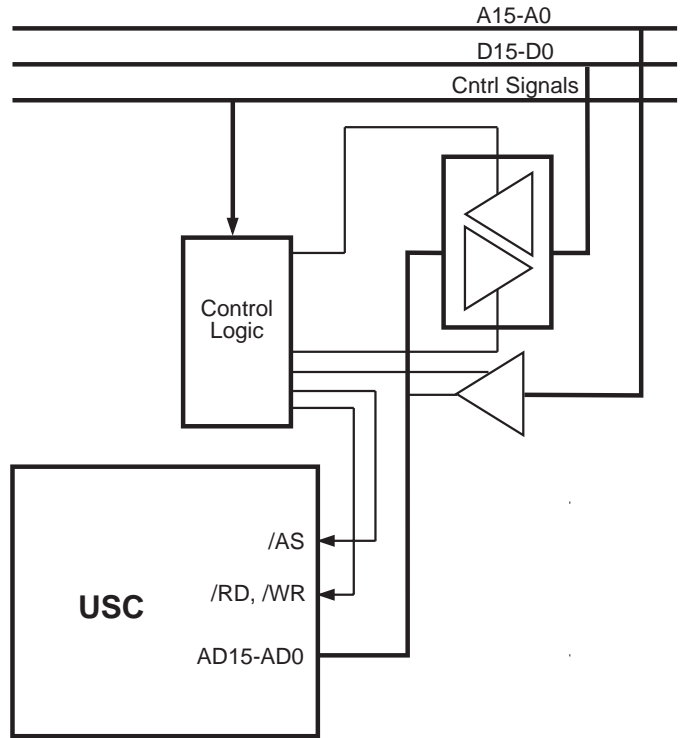 A15-A0
D15-D0
Cntrl Signals
Control
Logic
/AS
/RD, /WR
USC
AD15-AD0